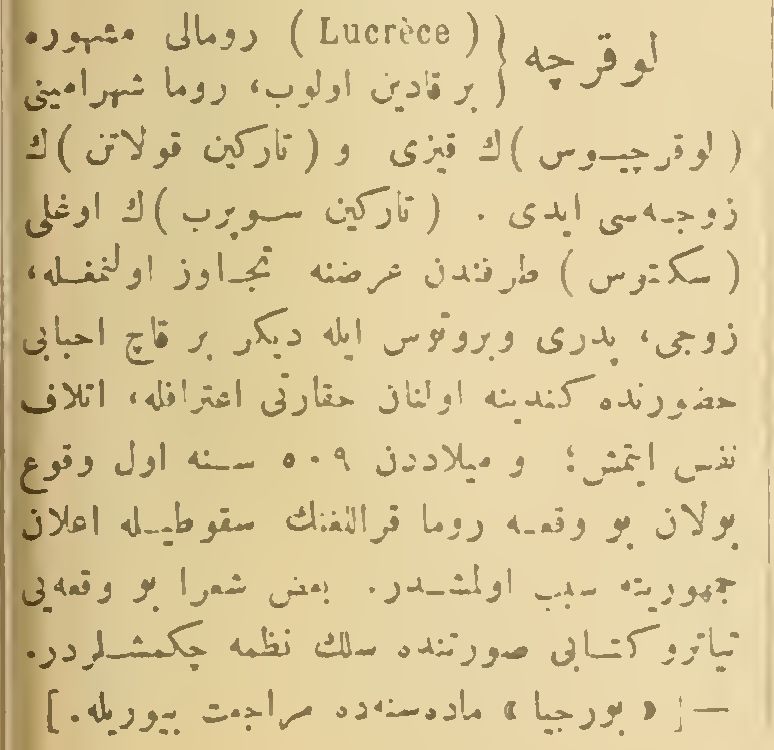 لوقرچه { ( Lucrèce ) رومالی مشهوره
بر قادین اولوب، روما شهرامینی
( لوقرچیوس )ك قیزی و ( تارکین قولاتن )ك
زوجه‌سی ایدی . ( تارکین سوپرب )ك اوغلی
( سکتوس ) طرفندن عرضنه تجاوز اولنمغله،
زوجی، پدری وبروتوس ایله دیکر بر قاچ احبابی
حضورنده کندینه اولنان حقارتی اعترافله، اتلاف
نفس ایتمش؛ و میلاددن ٥٠٩ سنه اول وقوع
بولان بو وقعه روما قراللغنك سقوطیله اعلان
جمهوریته سبب اولمشدر. بعض شعرا بو وقعه‌یی
تیاترو کتابی صورتنده سلك نظمه چکمشلردر.
— [ « بورجیا » ماده‌سنه‌ده مراجعت بیوریله. ]